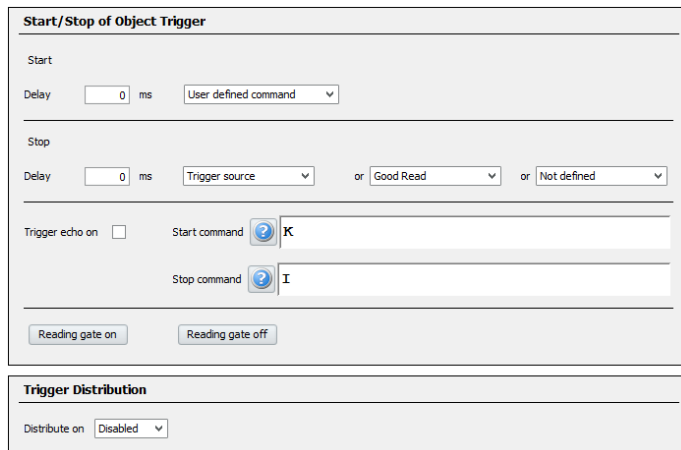 Start/Stop of Object Trigger
Start
Delay 0 ms User defined command
Stop
Delay 0 ms Trigger source or Good Read or Not defined
Trigger echo on Start command ? K
Stop command ? I
Reading gate on Reading gate off
Trigger Distribution
Distribute on Disabled